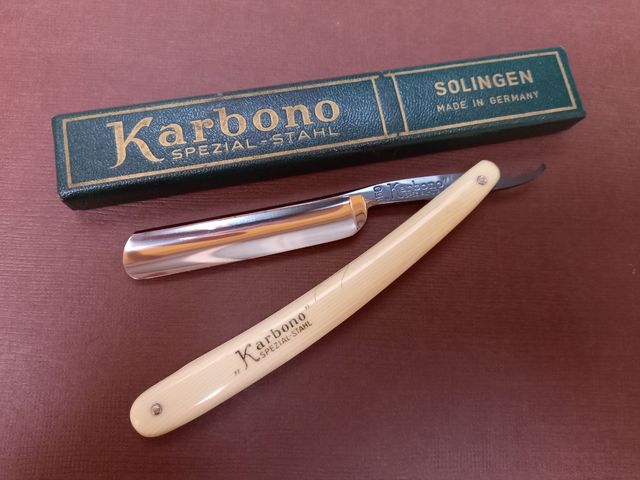 Karbono
SPEZIAL-STAHL
SOLINGEN
MADE IN GERMANY
Karbono
„Karbono”
SPEZIAL-STAHL